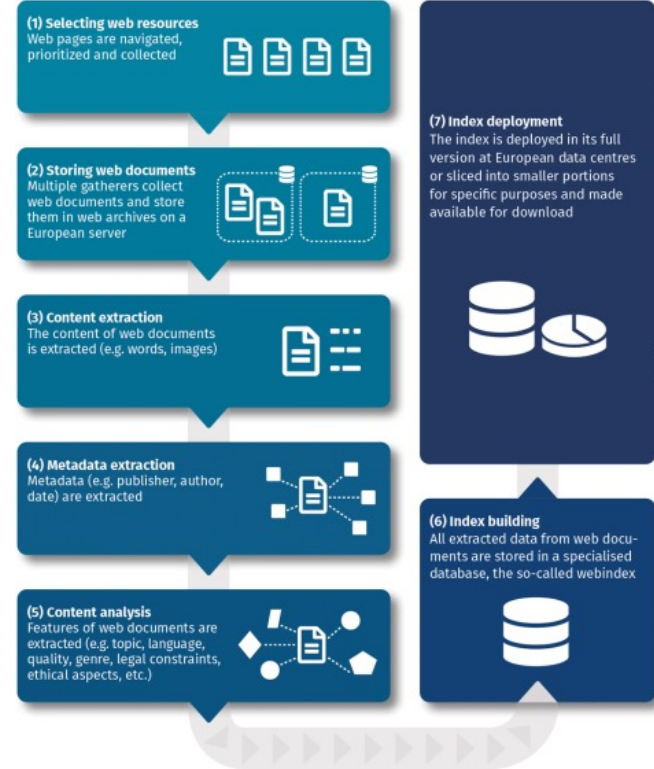 (1) Selecting web resources
Web pages are navigated,
prioritized and collected
(2) Storing web documents
Multiple gatherers collect
web documents and store
them in web archives on a
European server
(3) Content extraction
The content of web documents
is extracted (e.g. words, images)
(4) Metadata extraction
Metadata (e.g. publisher, author,
date) are extracted
(5) Content analysis
Features of web documents are
extracted (e.g. topic, language,
quality, genre, legal constraints,
ethical aspects, etc.)
(6) Index building
All extracted data from web docu-
ments are stored in a specialised
database, the so-called webindex
(7) Index deployment
The index is deployed in its full
version at European data centres
or sliced into smaller portions
for specific purposes and made
available for download